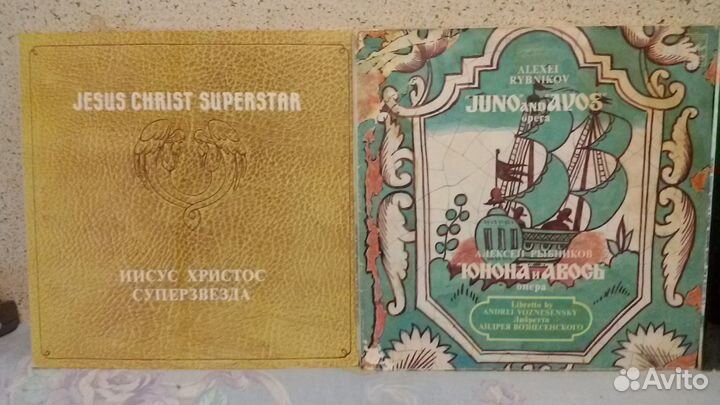 JESUS CHRIST SUPERSTAR
ИИСУС ХРИСТОС
СУПЕРЗВЕЗДА
ALEXEI
RYBNIKOV
"JUNO AND AVOS"
opera
АЛЕКСЕЙ РЫБНИКОВ
"ЮНОНА И АВОСЬ"
опера
Libretto by
ANDREI VOZNESENSKY
Либретто
АНДРЕЯ ВОЗНЕСЕНСКОГО
Avito